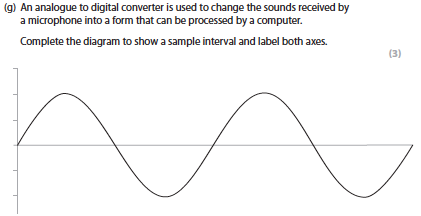 (g) An analogue to digital converter is used to change the sounds received by
a microphone into a form that can be processed by a computer.
Complete the diagram to show a sample interval and label both axes.
(3)